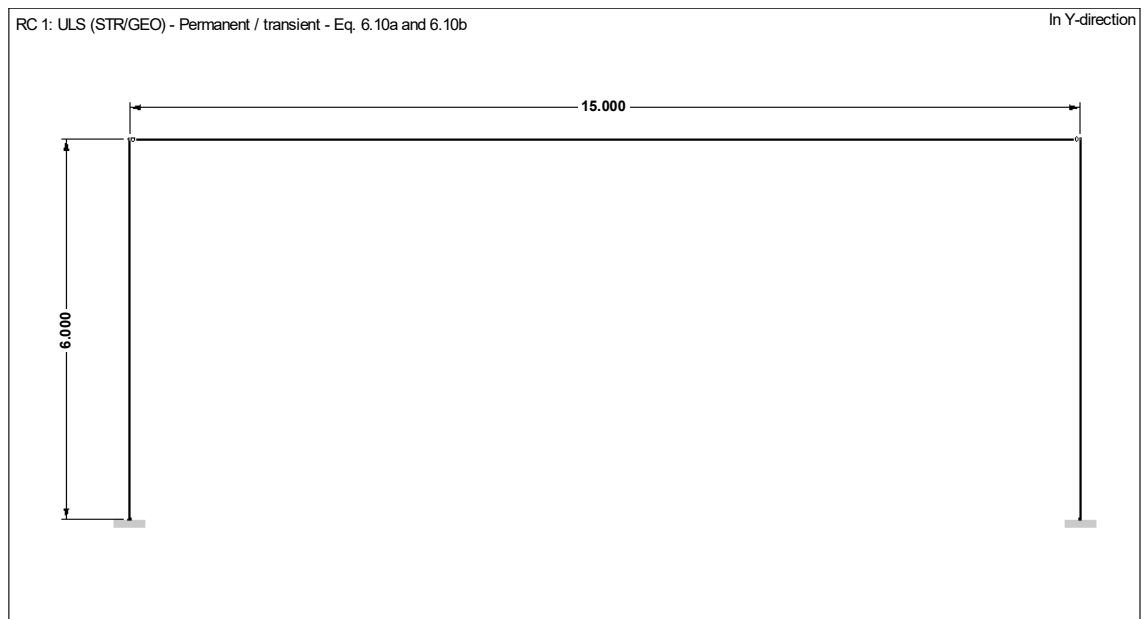 RC 1: ULS (STR/GEO) - Permanent / transient - Eq. 6.10a and 6.10b
In Y-direction
15.000
6.000